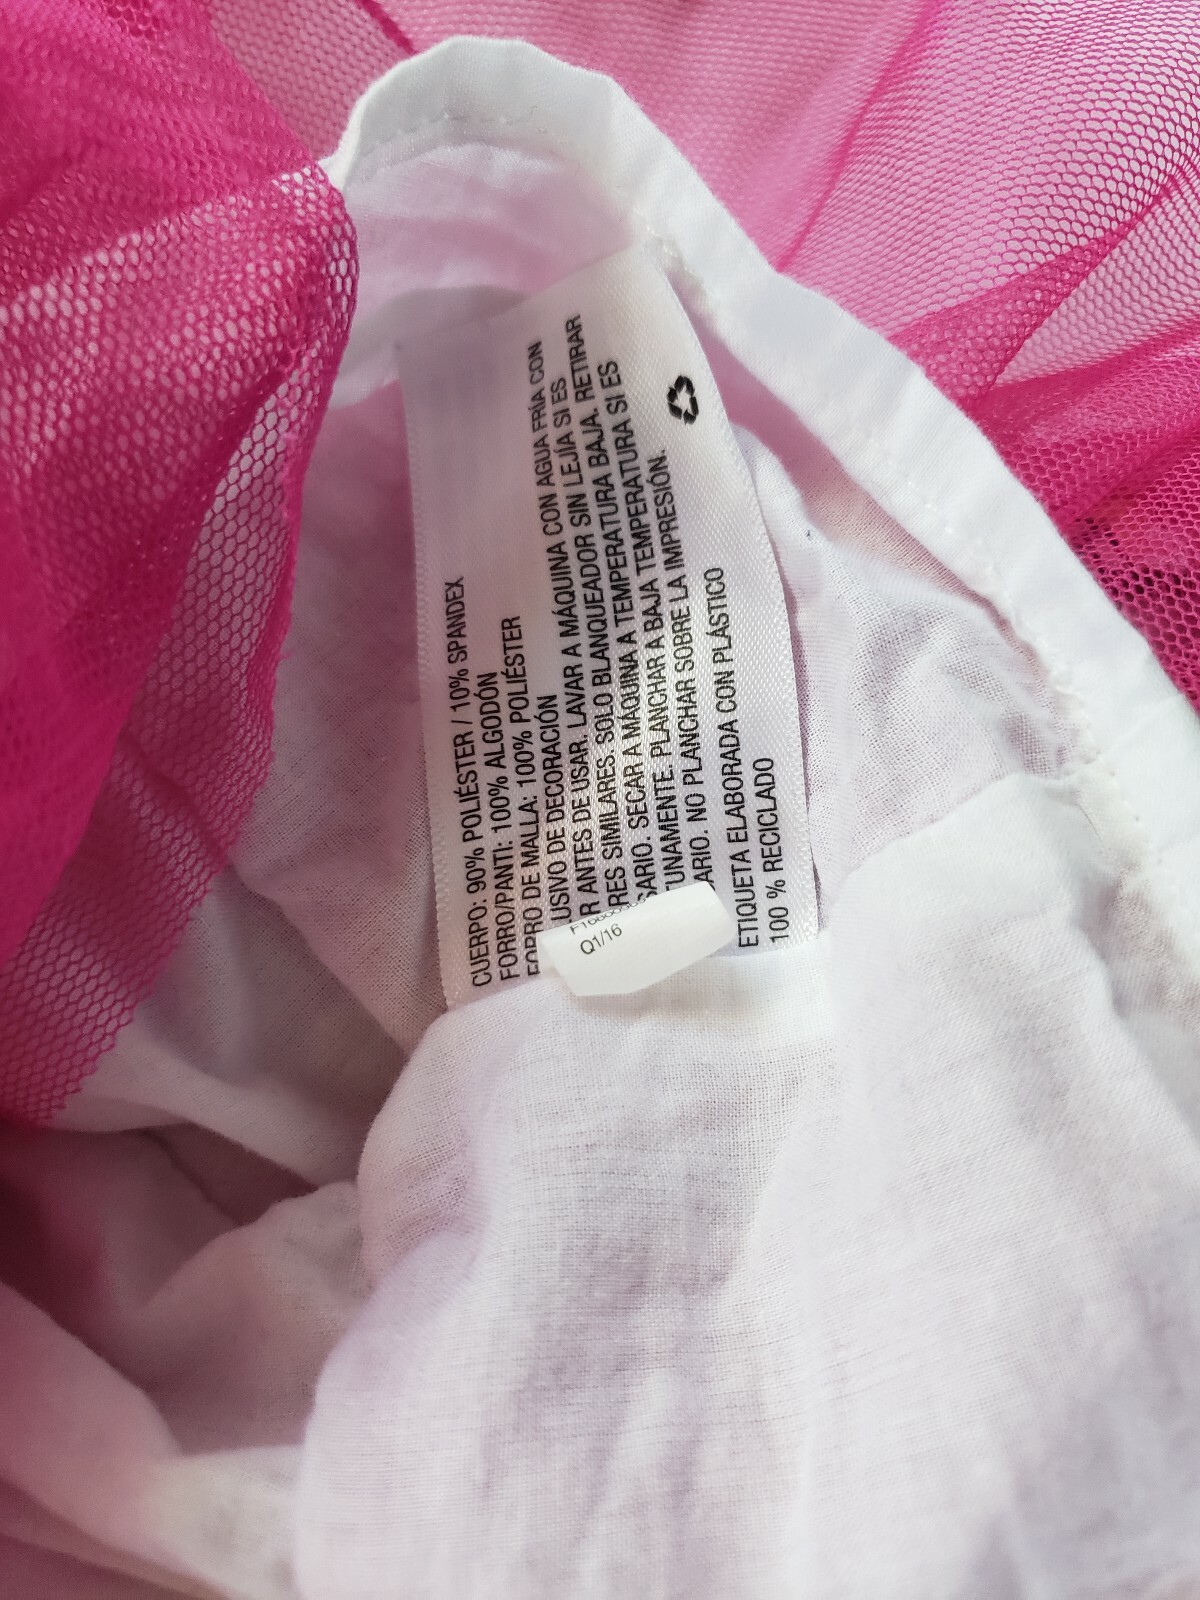 CUERPO: 90% POLIÉSTER / 10% SPANDEX
FORRO/PANTI: 100% ALGODÓN
FORRO DE MALLA: 100% POLIÉSTER
USIVO DE DECORACIÓN
R ANTES DE USAR. LAVAR A MÁQUINA CON AGUA FRÍA CON
RES SIMILARES. SOLO BLANQUEADOR SIN LEJÍA SI ES
SARIO. SECAR A MÁQUINA A TEMPERATURA BAJA. RETIRAR
TUNAMENTE. PLANCHAR A BAJA TEMPERATURA SI ES
ARIO. NO PLANCHAR SOBRE LA IMPRESIÓN.
ETIQUETA ELABORADA CON PLÁSTICO
100 % RECICLADO
Q1/16